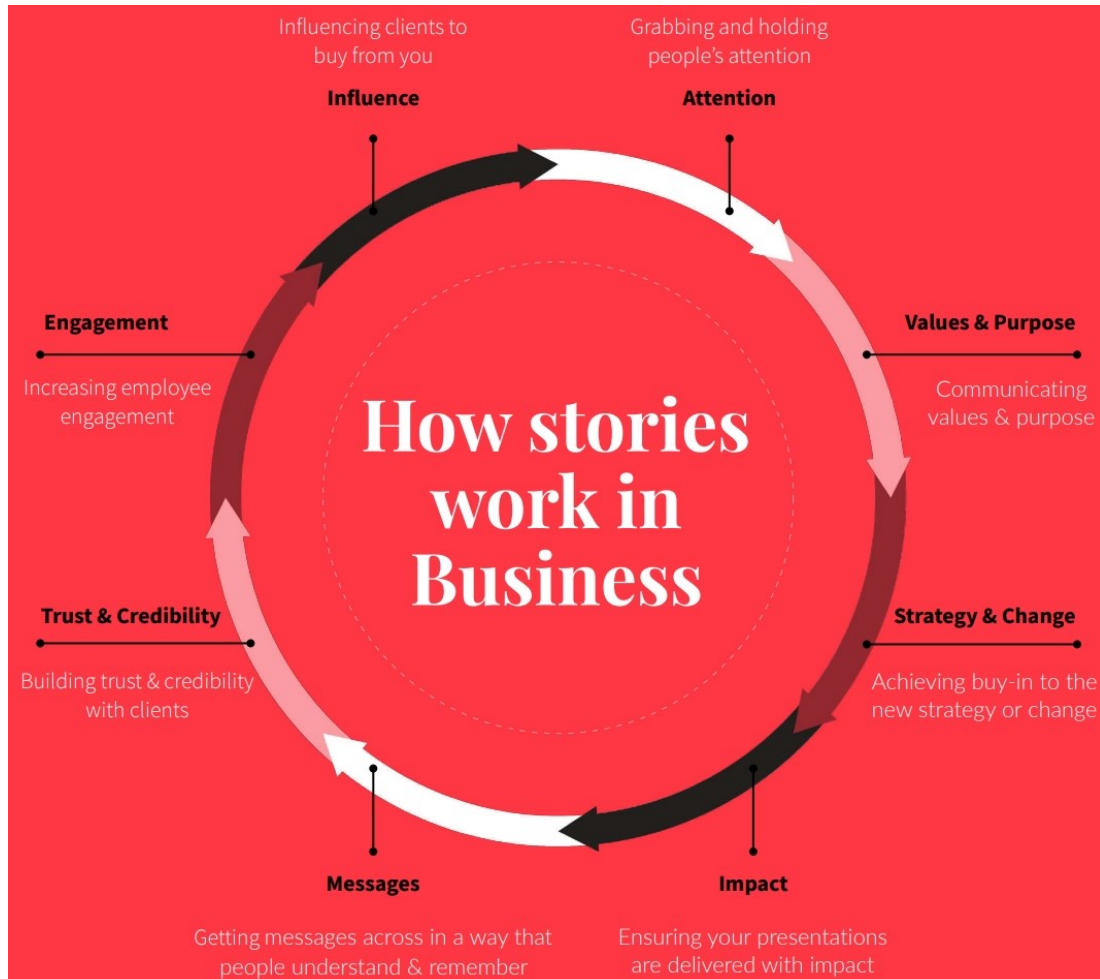 Influencing clients to
buy from you
Influence
Grabbing and holding
people's attention
Attention
Values & Purpose
Communicating
values & purpose
Strategy & Change
Achieving buy-in to the
new strategy or change
Impact
Ensuring your presentations
are delivered with impact
Messages
Getting messages across in a way that
people understand & remember
Trust & Credibility
Building trust & credibility
with clients
Engagement
Increasing employee
engagement
How stories
work in
Business